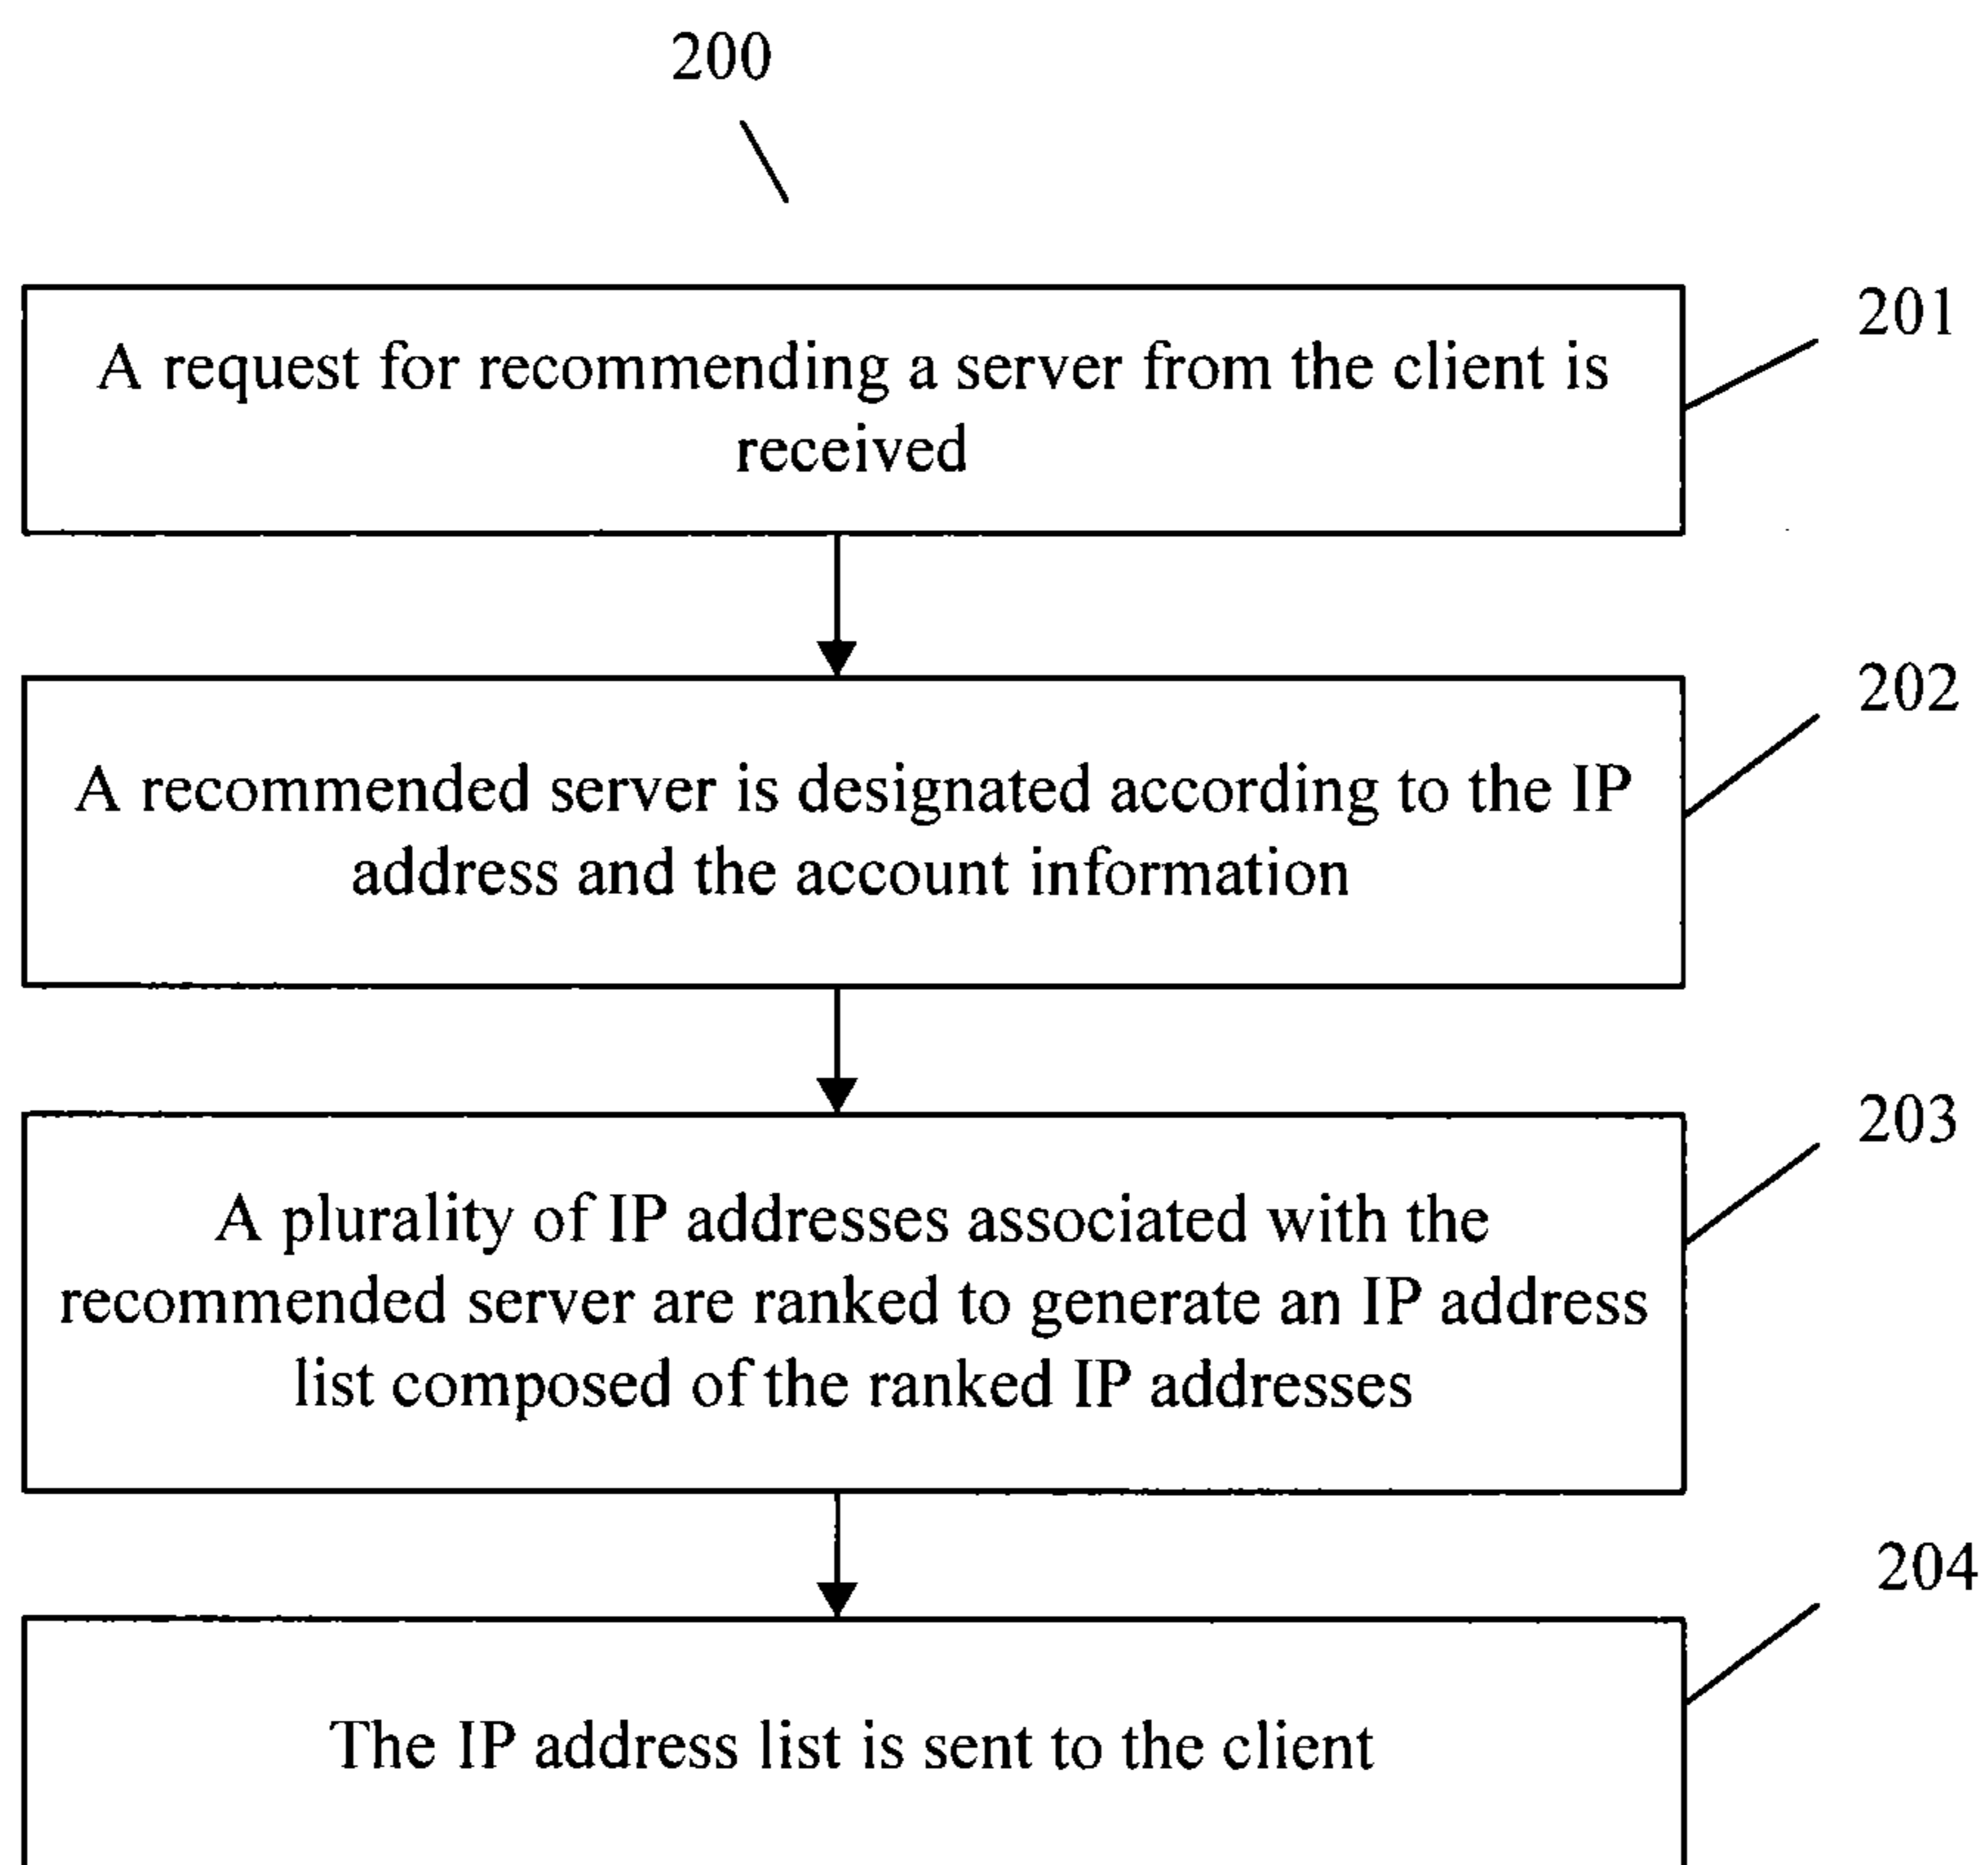 200
201
A request for recommending a server from the client is
received
202
A recommended server is designated according to the IP
address and the account information
203
A plurality of IP addresses associated with the
recommended server are ranked to generate an IP address
list composed of the ranked IP addresses
204
The IP address list is sent to the client